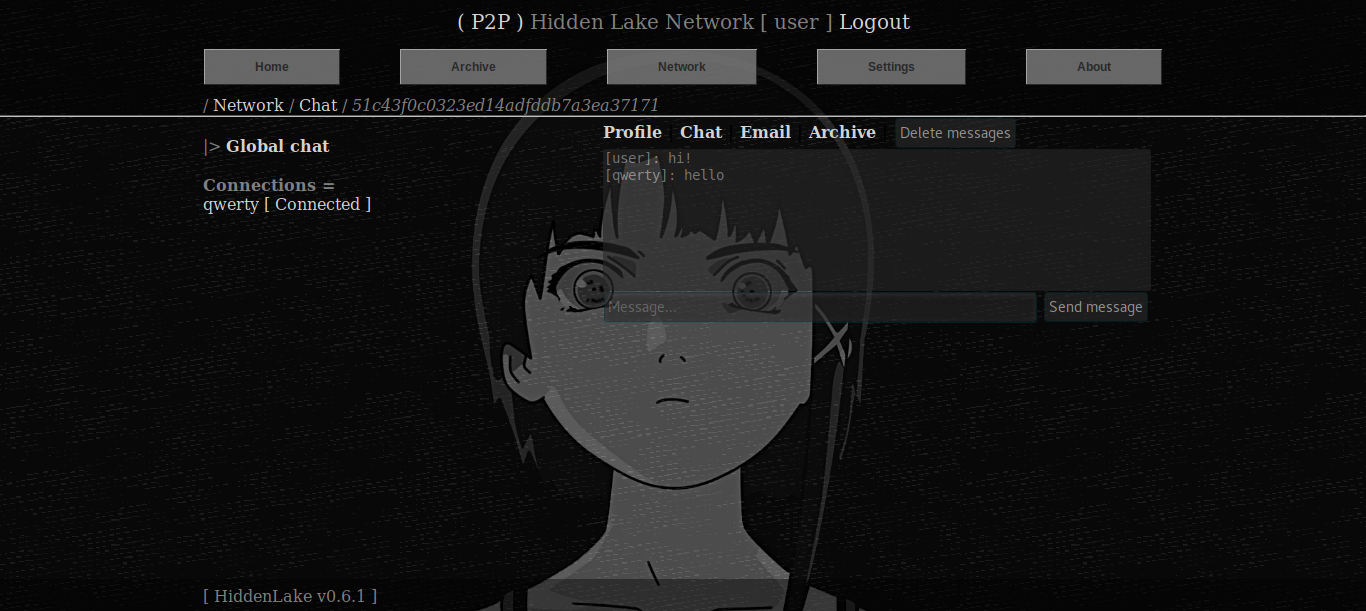 ( P2P ) Hidden Lake Network [ user ] Logout
Home Archive Network Settings About
/ Network / Chat / 51c43f0c0323ed14adfddb7a3ea37171
Profile | Chat | Email | Archive | Delete messages
|> Global chat
[user]: hi!
[qwerty]: hello
Connections =
qwerty [ Connected ]
Message... Send message
[ HiddenLake v0.6.1 ]